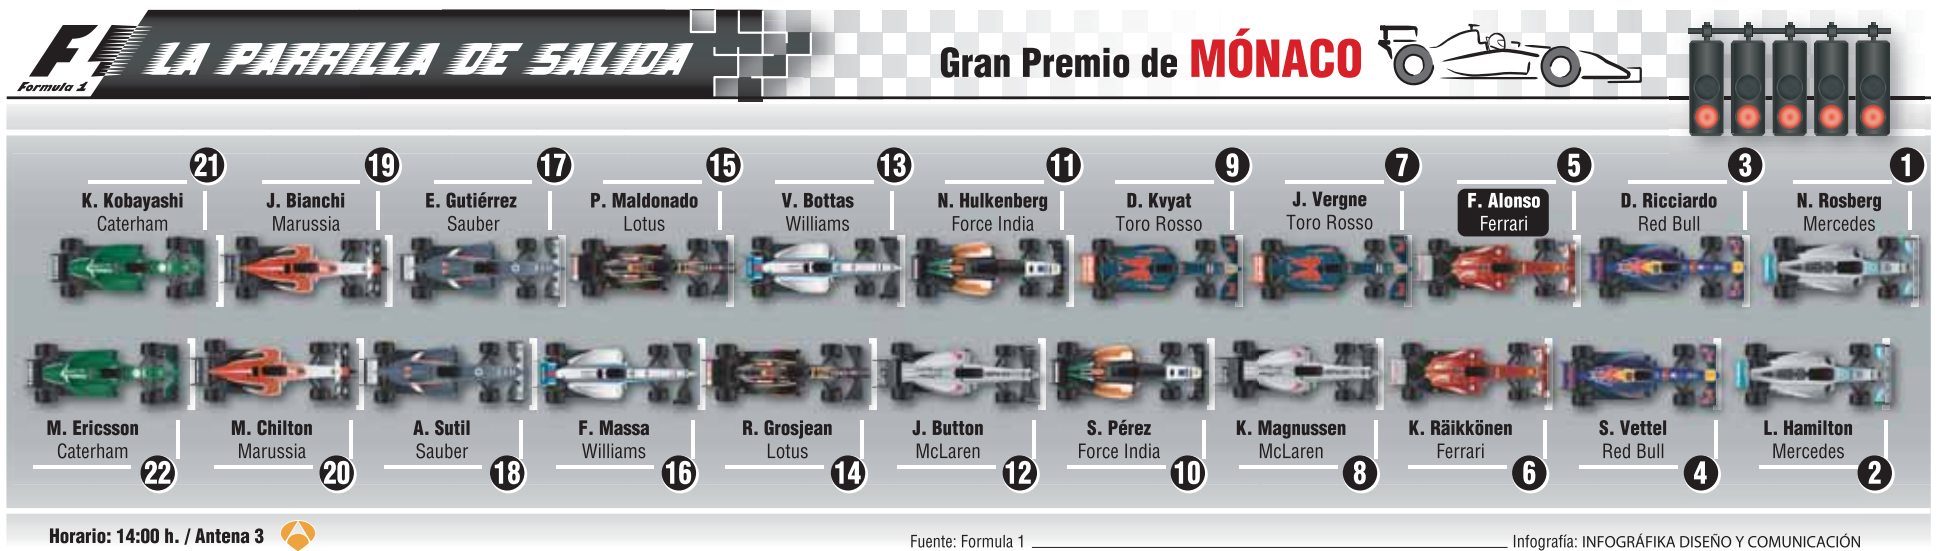 F1
Formula 1
LA PARRILLA DE SALIDA
Gran Premio de MÓNACO
21
19
17
15
13
11
9
7
5
3
1
K. Kobayashi
Caterham
J. Bianchi
Marussia
E. Gutiérrez
Sauber
P. Maldonado
Lotus
V. Bottas
Williams
N. Hulkenberg
Force India
D. Kvyat
Toro Rosso
J. Vergne
Toro Rosso
F. Alonso
Ferrari
D. Ricciardo
Red Bull
N. Rosberg
Mercedes
M. Ericsson
Caterham
M. Chilton
Marussia
A. Sutil
Sauber
F. Massa
Williams
R. Grosjean
Lotus
J. Button
McLaren
S. Pérez
Force India
K. Magnussen
McLaren
K. Räikkönen
Ferrari
S. Vettel
Red Bull
L. Hamilton
Mercedes
22
20
18
16
14
12
10
8
6
4
2
Horario: 14:00 h. / Antena 3
Fuente: Formula 1
Infografía: INFOGRÁFIKA DISEÑO Y COMUNICACIÓN